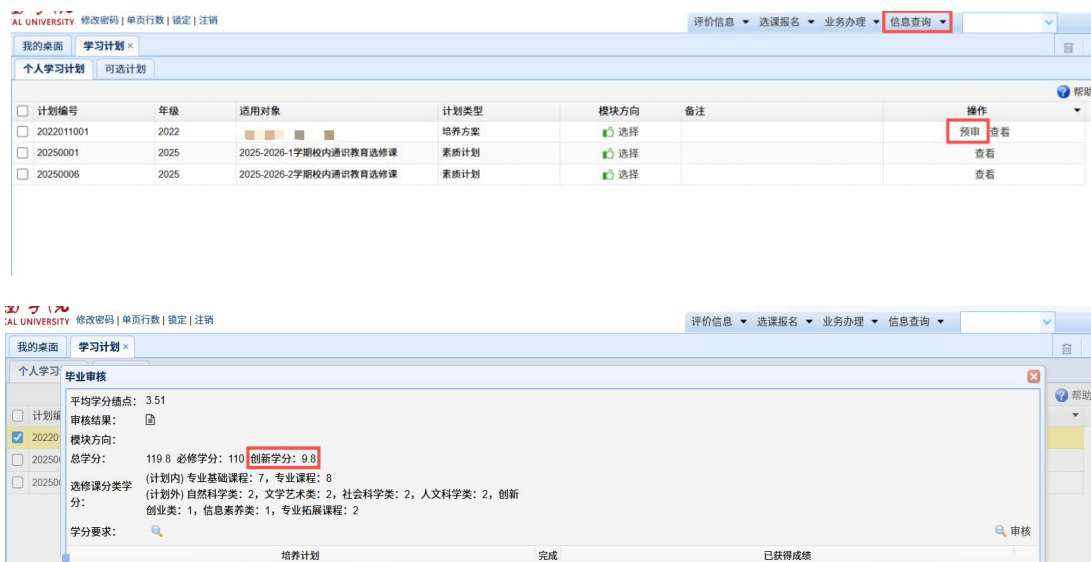 CAL UNIVERSITY 修改密码 | 单页行数 | 锁定 | 注销 评价信息 选课报名 业务办理 信息查询
我的桌面 学习计划 ×
个人学习计划 可选计划
帮助
计划编号 年级 适用对象 计划类型 模块方向 备注 操作
2022011001 2022 培养方案 选择 预审 查看
20250001 2025 2025-2026-1学期校内通识教育选修课 素质计划 选择 查看
20250006 2025 2025-2026-2学期校内通识教育选修课 素质计划 选择 查看
CAL UNIVERSITY 修改密码 | 单页行数 | 锁定 | 注销 评价信息 选课报名 业务办理 信息查询
我的桌面 学习计划 ×
个人学习
毕业审核
帮助
平均学分绩点: 3.51
计划编
审核结果:
20220
模块方向:
20250
总学分: 119.8 必修学分: 110 创新学分: 9.8
20250
选修课分类学分: (计划内) 专业基础课程: 7, 专业课程: 8
(计划外) 自然科学类: 2, 文学艺术类: 2, 社会科学类: 2, 人文科学类: 2, 创新
创业类: 1, 信息素养类: 1, 专业拓展课程: 2
学分要求: 审核
培养计划 完成 已获得成绩